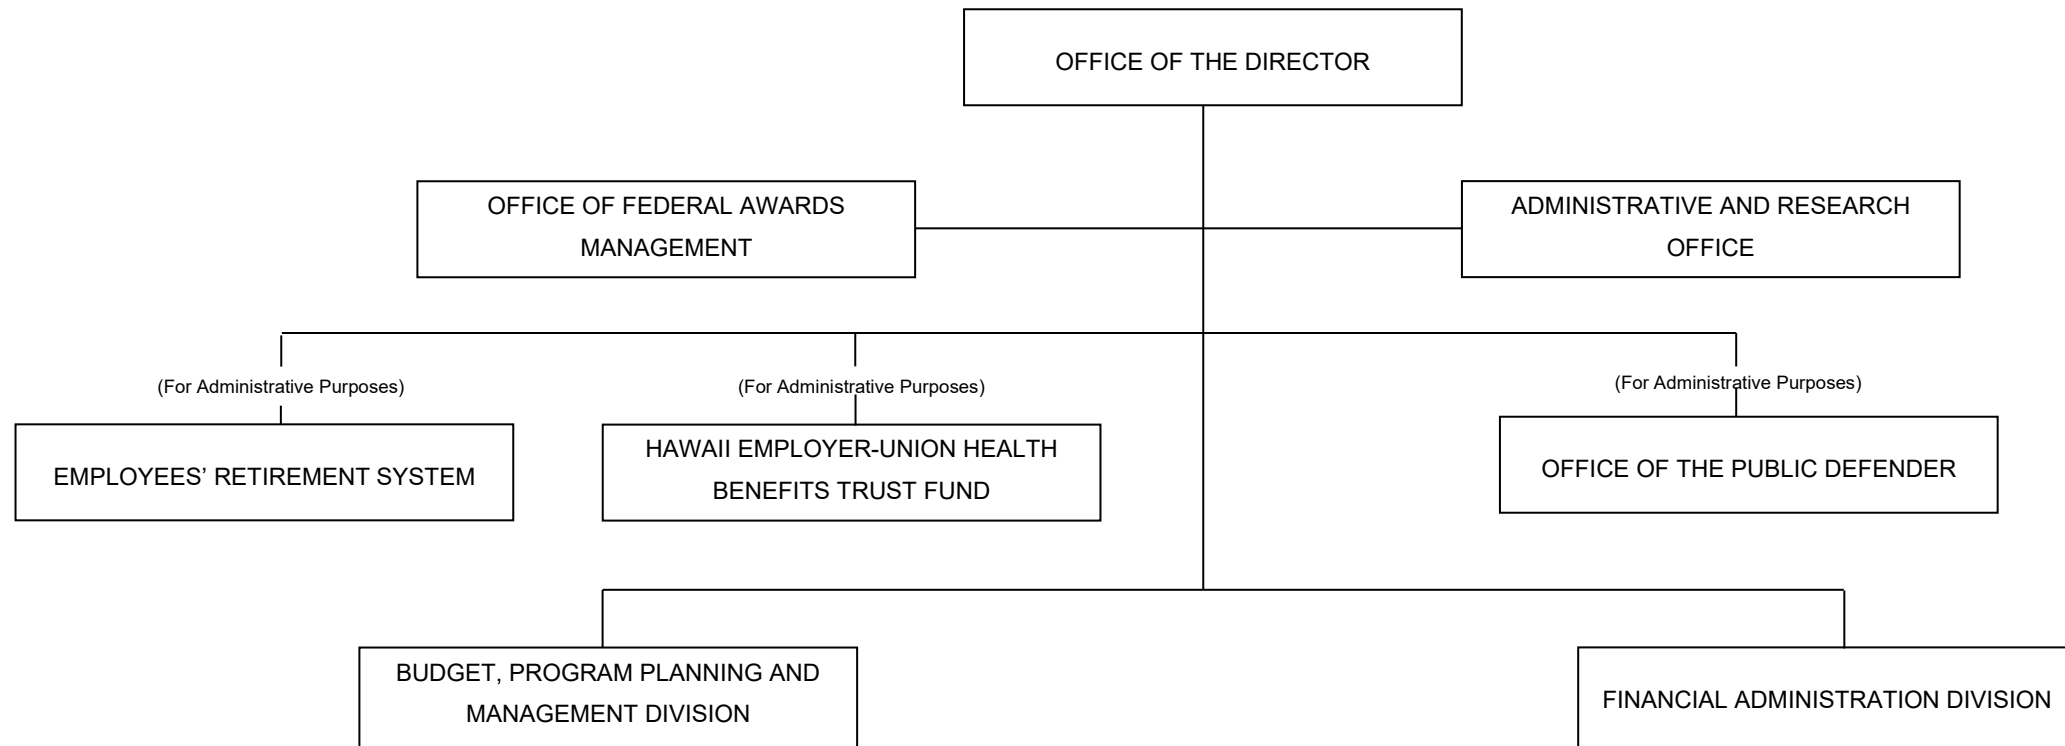 OFFICE OF THE DIRECTOR
OFFICE OF FEDERAL AWARDS
MANAGEMENT
ADMINISTRATIVE AND RESEARCH
OFFICE
(For Administrative Purposes)
EMPLOYEES’ RETIREMENT SYSTEM
(For Administrative Purposes)
HAWAII EMPLOYER-UNION HEALTH
BENEFITS TRUST FUND
(For Administrative Purposes)
OFFICE OF THE PUBLIC DEFENDER
BUDGET, PROGRAM PLANNING AND
MANAGEMENT DIVISION
FINANCIAL ADMINISTRATION DIVISION